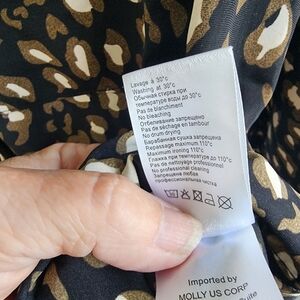 Lavage à 30°c
Washing at 30°c
Обычная стирка при
температуре воды до 30°c
Pas de blanchiment
No bleaching
Отбеливание запрещено
Pas de séchage en tambour
No drum drying
Барабанная сушка запрещена
Repassage maximum 110°c
Maximum ironing 110°c
Глажка при температуре до 110°c
Pas de nettoyage professionnel
No professional cleaning
Запрещена любая
профессиональная чистка
Imported by
MOLLY US CORP
Suite